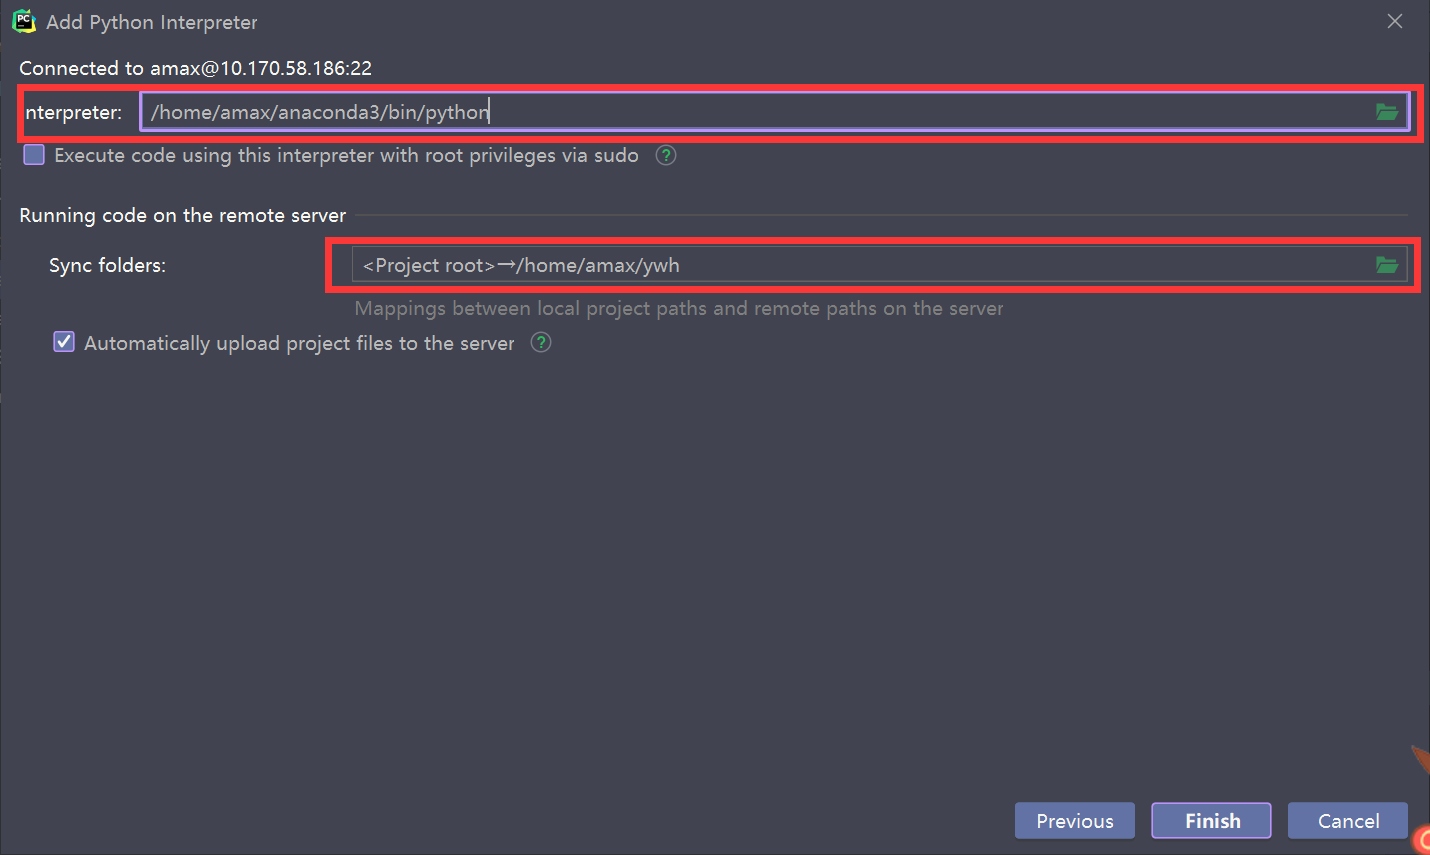 PC
Add Python Interpreter
Connected to amax@10.170.58.186:22
nterpreter: /home/amax/anaconda3/bin/python
Execute code using this interpreter with root privileges via sudo ?
Running code on the remote server
Sync folders: <Project root>→/home/amax/ywh
Mappings between local project paths and remote paths on the server
Automatically upload project files to the server ?
Previous Finish Cancel